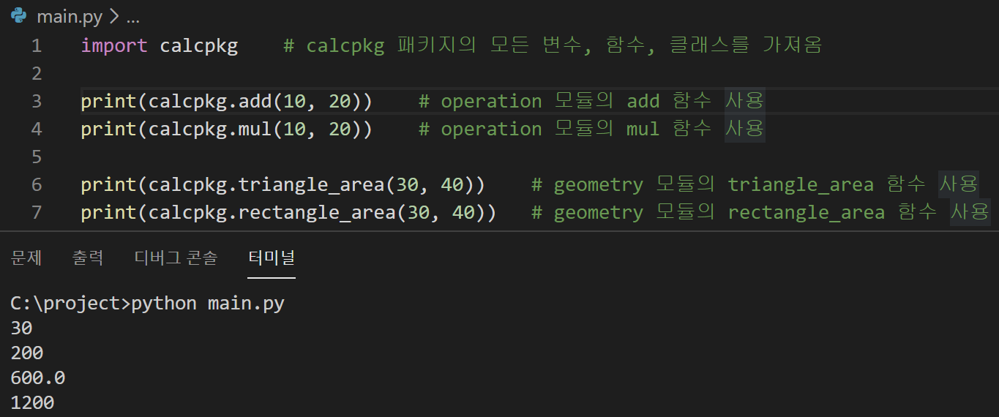 main.py > ...
1 import calcpkg    # calcpkg 패키지의 모든 변수, 함수, 클래스를 가져옴
2
3 print(calcpkg.add(10, 20))    # operation 모듈의 add 함수 사용
4 print(calcpkg.mul(10, 20))    # operation 모듈의 mul 함수 사용
5
6 print(calcpkg.triangle_area(30, 40))    # geometry 모듈의 triangle_area 함수 사용
7 print(calcpkg.rectangle_area(30, 40))   # geometry 모듈의 rectangle_area 함수 사용
문제 출력 디버그 콘솔 터미널
C:\project>python main.py
30
200
600.0
1200